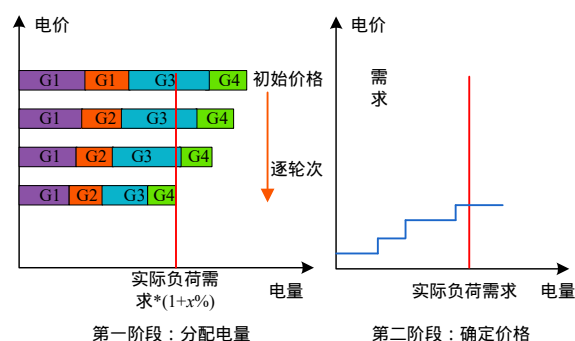 电价
G1 G1 G3 G4
初始价格
G1 G2 G3 G4
G1 G2 G3 G4
逐轮次
G1 G2 G3 G4
实际负荷需
求*(1+x%)
电量
第一阶段：分配电量
电价
需
求
实际负荷需求
电量
第二阶段：确定价格